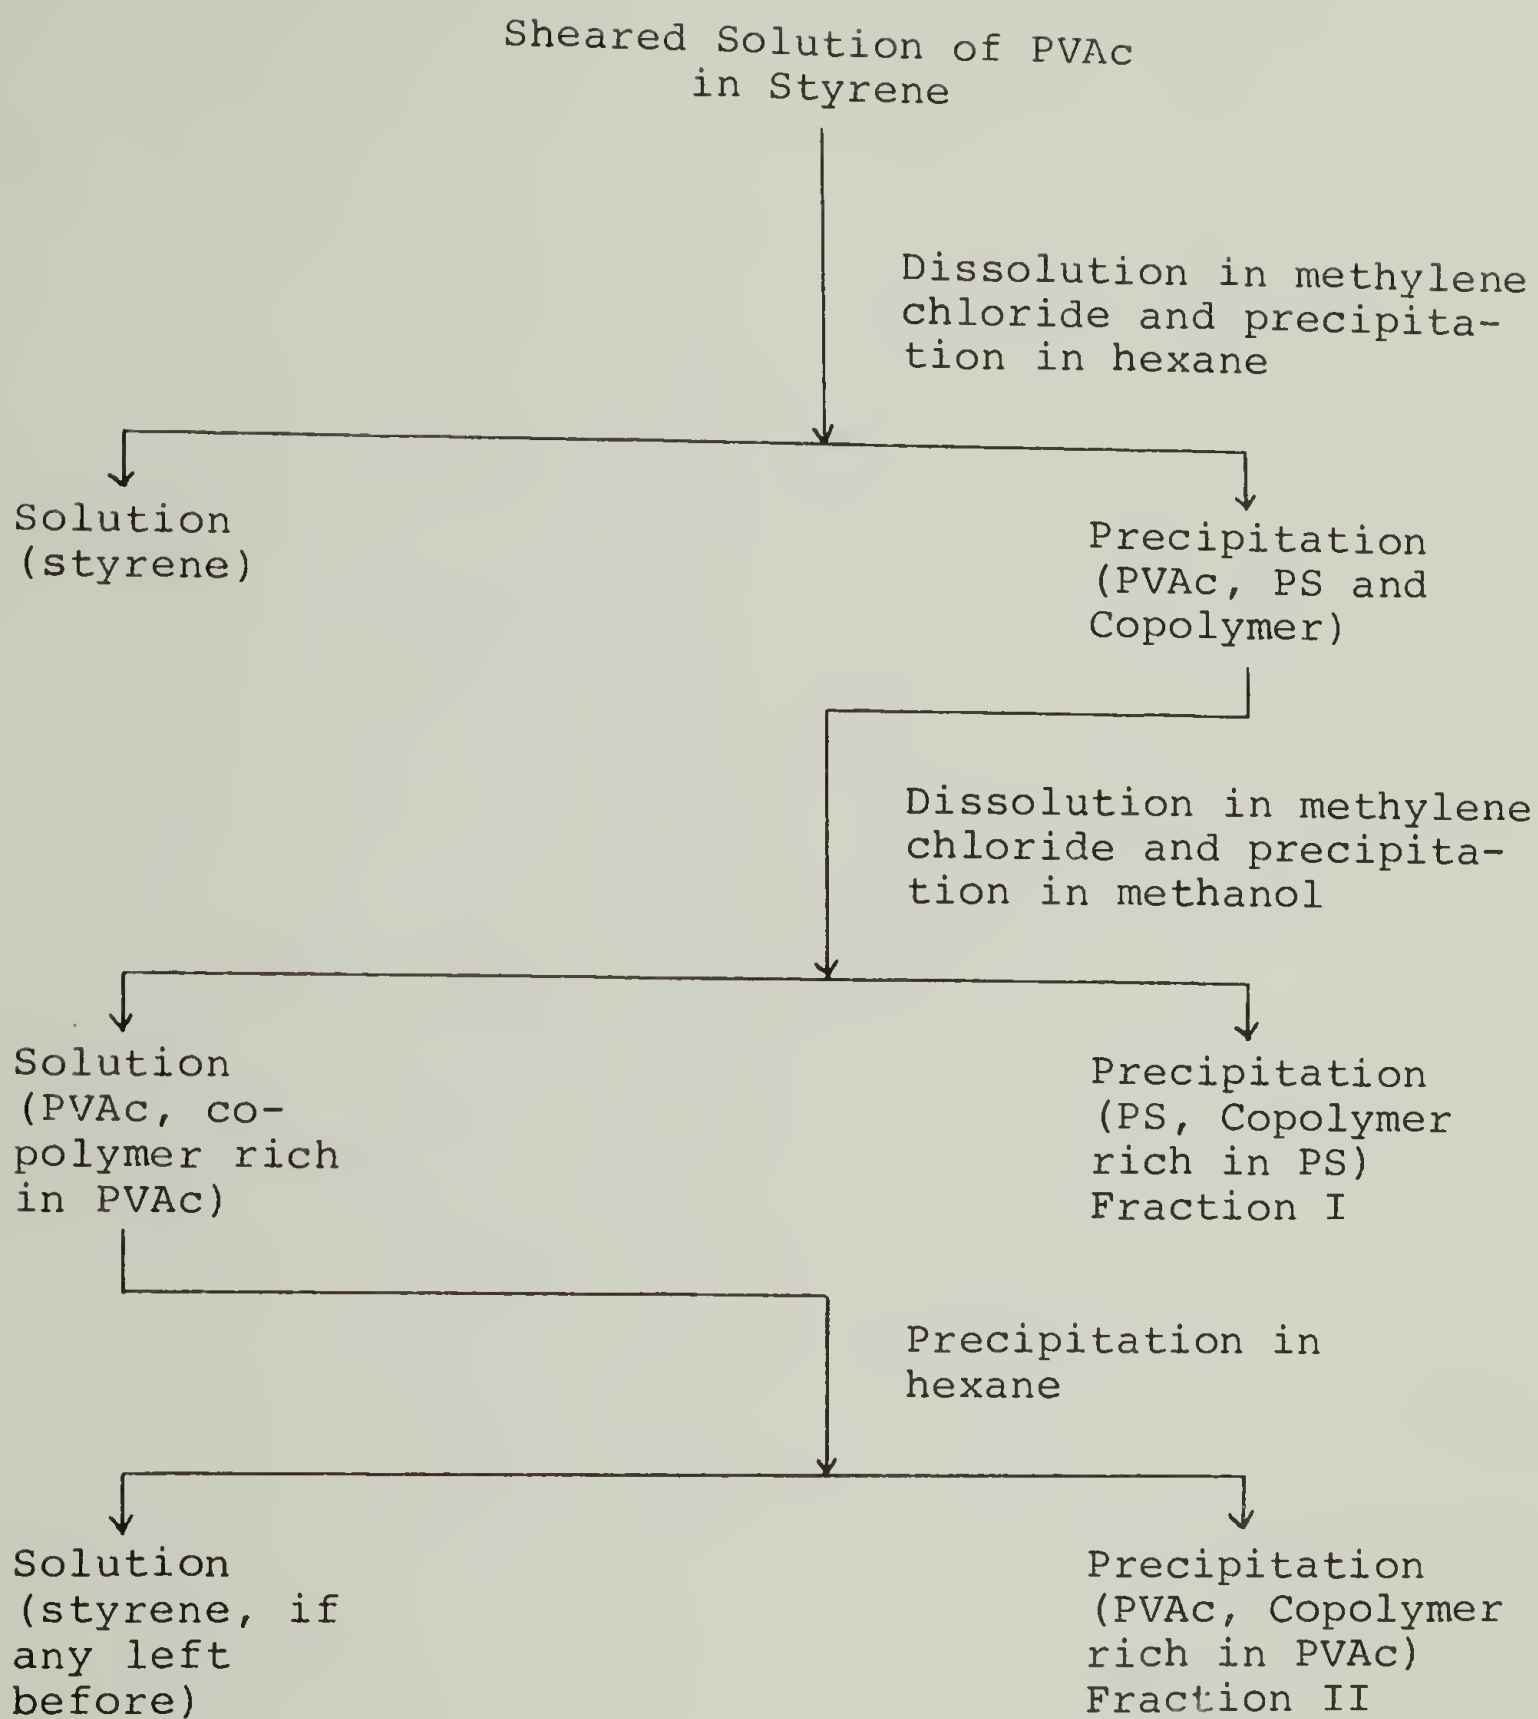 Sheared Solution of PVAc
in Styrene
Dissolution in methylene
chloride and precipita-
tion in hexane
Solution
(styrene)
Precipitation
(PVAc, PS and
Copolymer)
Dissolution in methylene
chloride and precipita-
tion in methanol
Solution
(PVAc, co-
polymer rich
in PVAc)
Precipitation
(PS, Copolymer
rich in PS)
Fraction I
Precipitation in
hexane
Solution
(styrene, if
any left
before)
Precipitation
(PVAc, Copolymer
rich in PVAc)
Fraction II